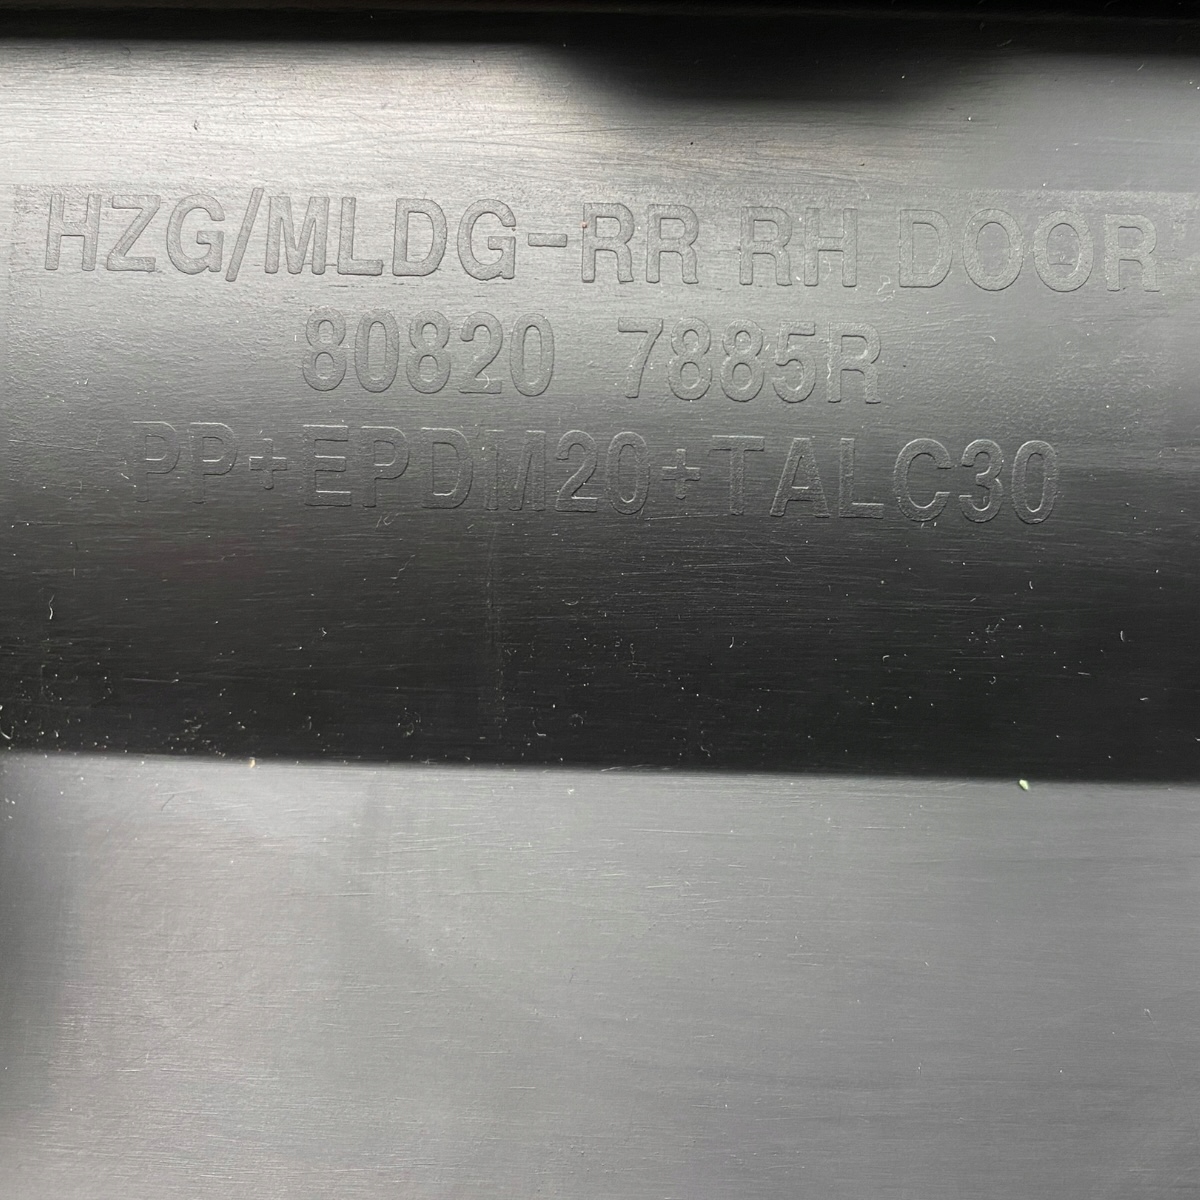 HZG/MLDG-RR RH DOOR
80820 7885R
PP+EPDM20+TALC30